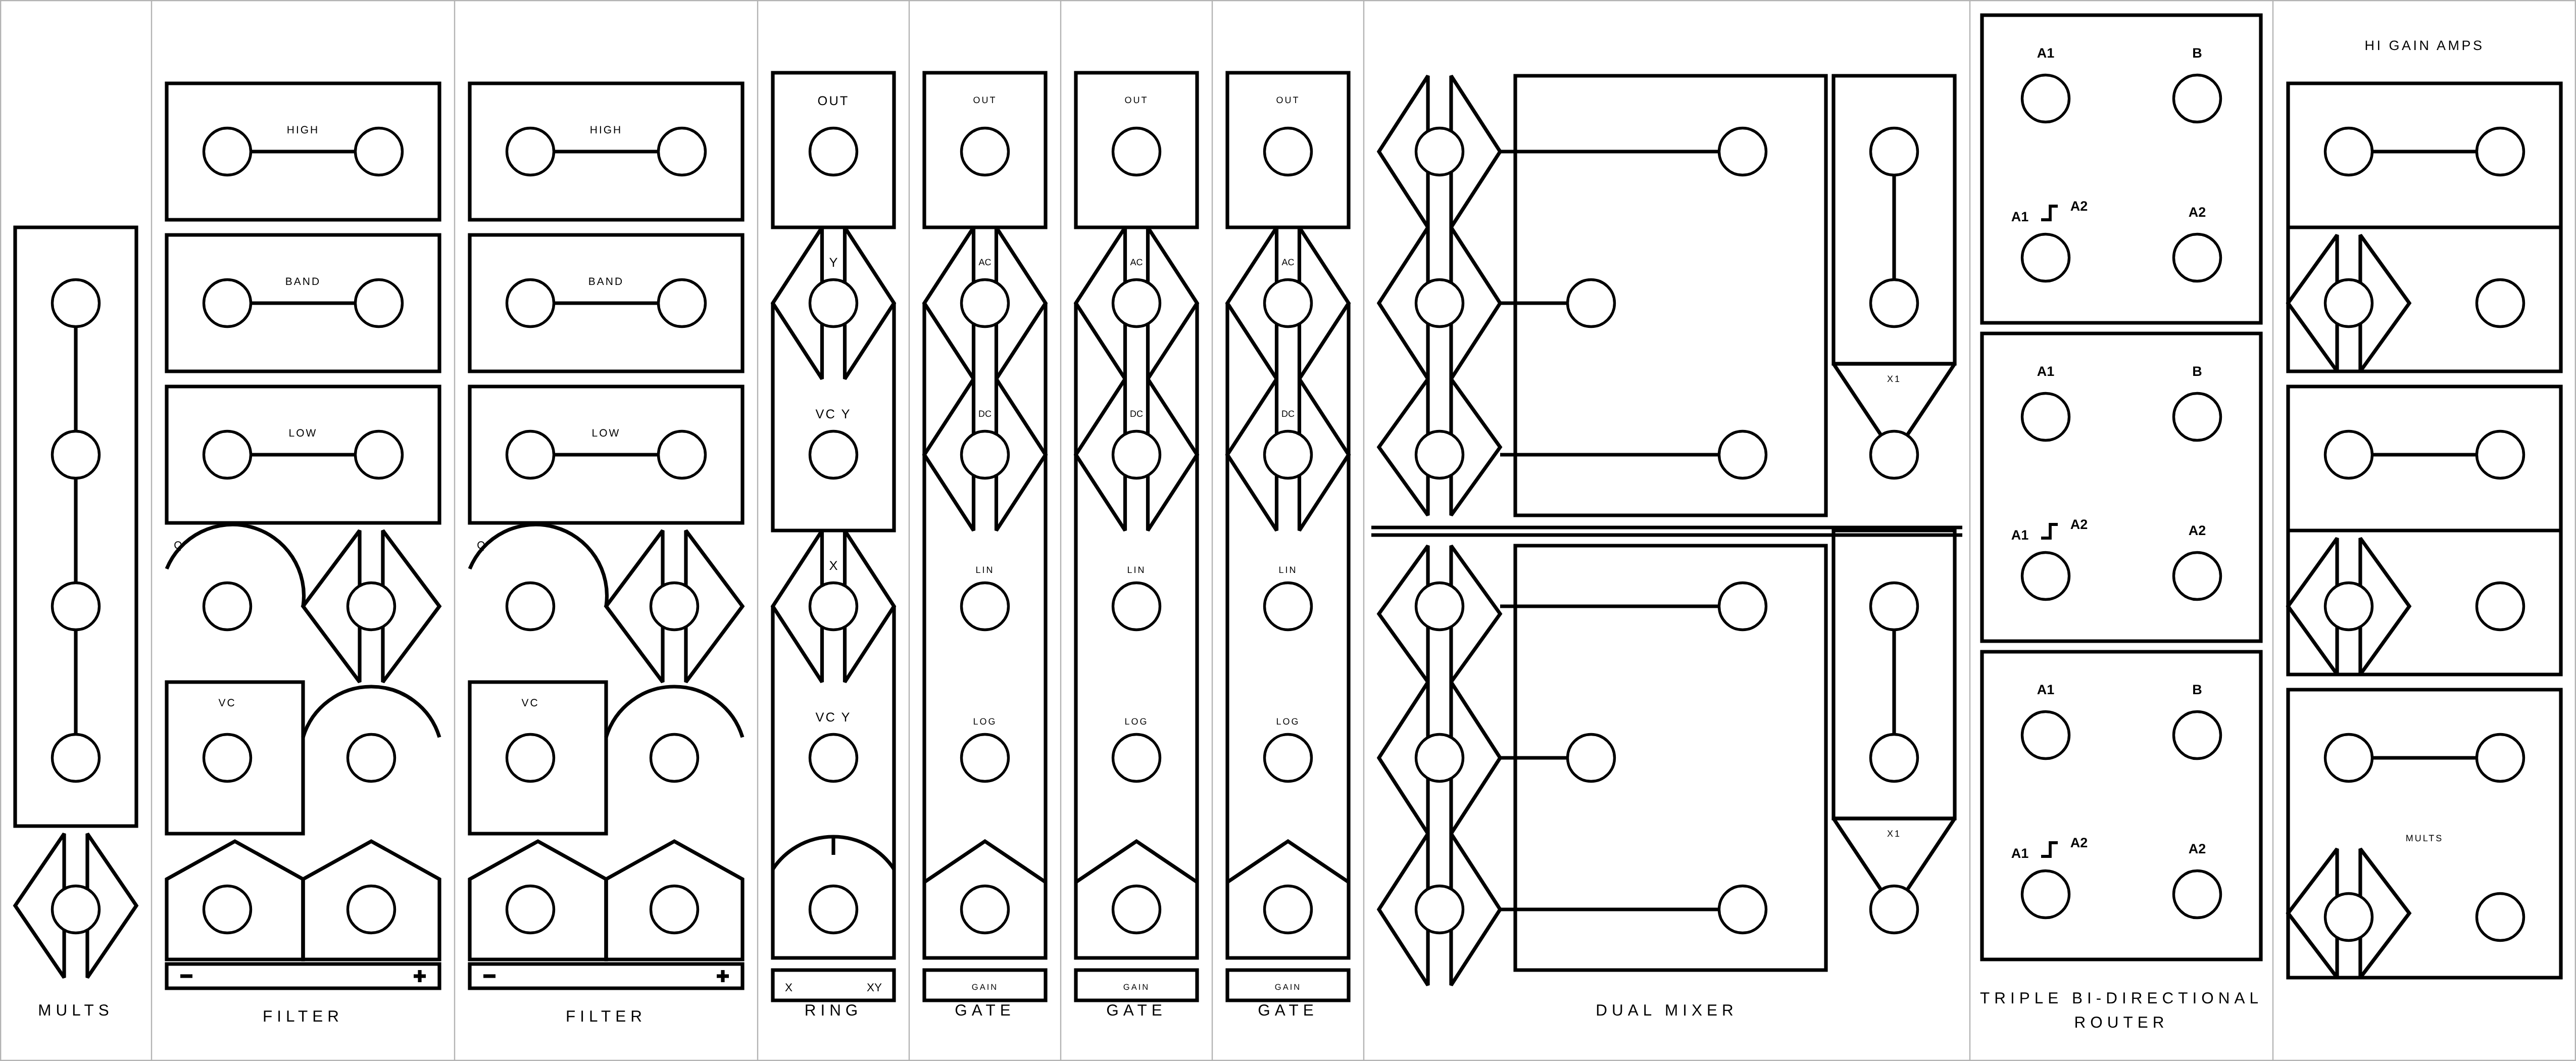 MULTS
HIGH
BAND
LOW
VC
− +
FILTER
HIGH
BAND
LOW
VC
− +
FILTER
OUT
Y
VC Y
X
VC Y
X XY
RING
OUT
AC
DC
LIN
LOG
GAIN
GATE
OUT
AC
DC
LIN
LOG
GAIN
GATE
OUT
AC
DC
LIN
LOG
GAIN
GATE
X1
X1
DUAL MIXER
A1 B
A1 A2 A2
A1 B
A1 A2 A2
A1 B
A1 A2 A2
TRIPLE BI-DIRECTIONAL
ROUTER
HI GAIN AMPS
MULTS